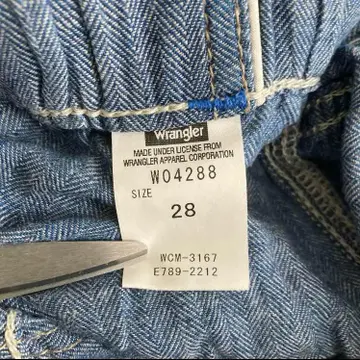 Wrangler
MADE UNDER LICENSE FROM
WRANGLER APPAREL CORPORATION
W04288
SIZE
28
WCM-3167
E789-2212